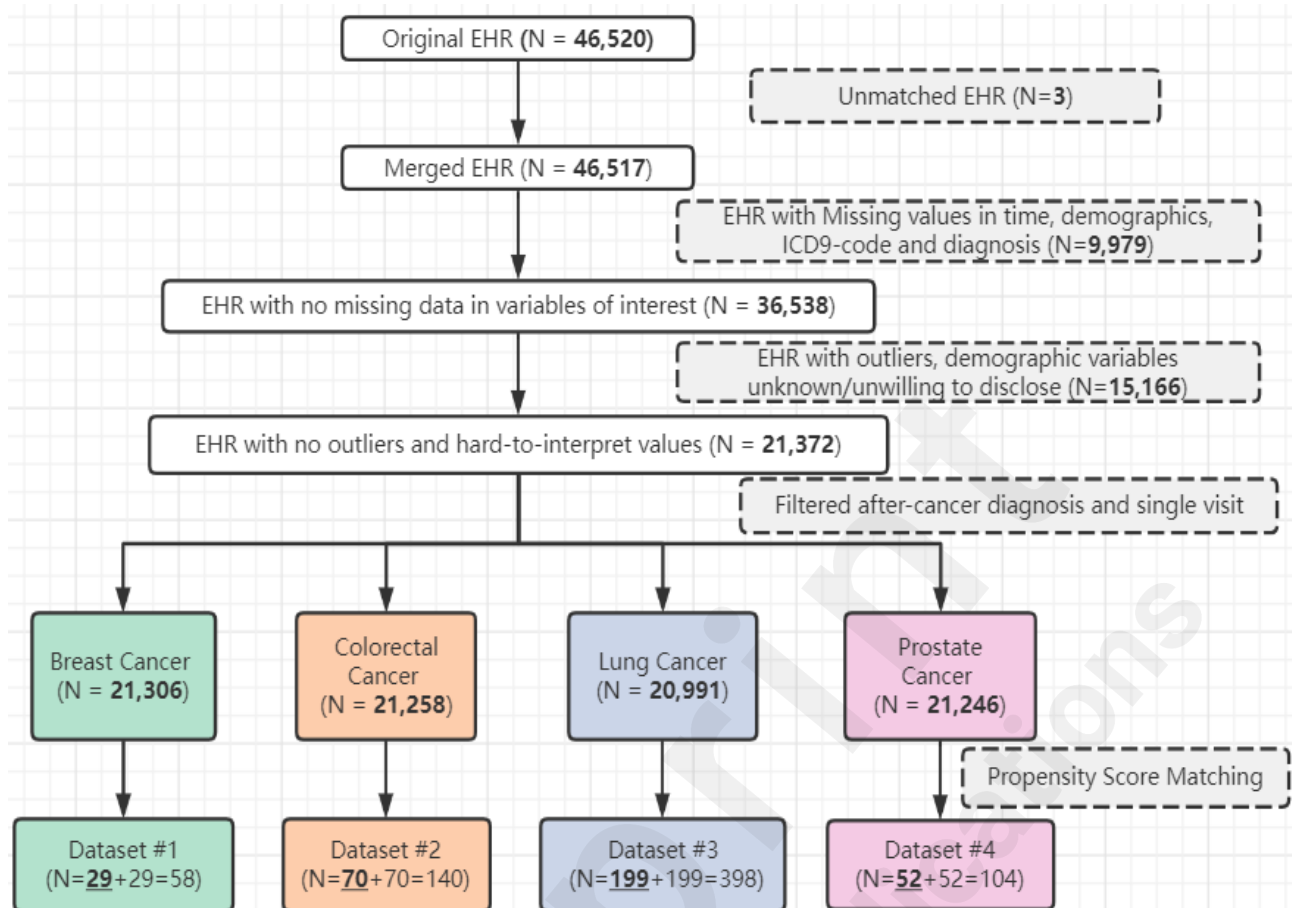 Original EHR (N = 46,520)
Unmatched EHR (N=3)
Merged EHR (N = 46,517)
EHR with Missing values in time, demographics,
ICD9-code and diagnosis (N=9,979)
EHR with no missing data in variables of interest (N = 36,538)
EHR with outliers, demographic variables
unknown/unwilling to disclose (N=15,166)
EHR with no outliers and hard-to-interpret values (N = 21,372)
Filtered after-cancer diagnosis and single visit
Breast Cancer
(N = 21,306)
Colorectal
Cancer
(N = 21,258)
Lung Cancer
(N = 20,991)
Prostate
Cancer
(N = 21,246)
Propensity Score Matching
Dataset #1
(N=29+29=58)
Dataset #2
(N=70+70=140)
Dataset #3
(N=199+199=398)
Dataset #4
(N=52+52=104)